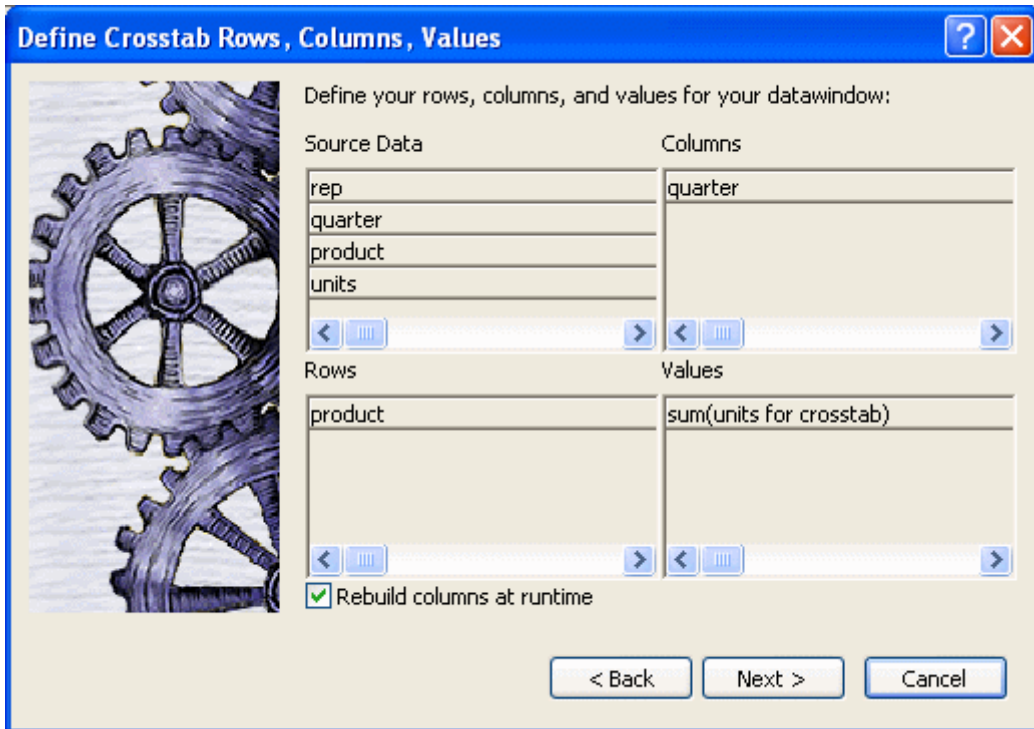 Define Crosstab Rows, Columns, Values
Define your rows, columns, and values for your datawindow:
Source Data
rep
quarter
product
units
Columns
quarter
Rows
product
Values
sum(units for crosstab)
Rebuild columns at runtime
< Back
Next >
Cancel